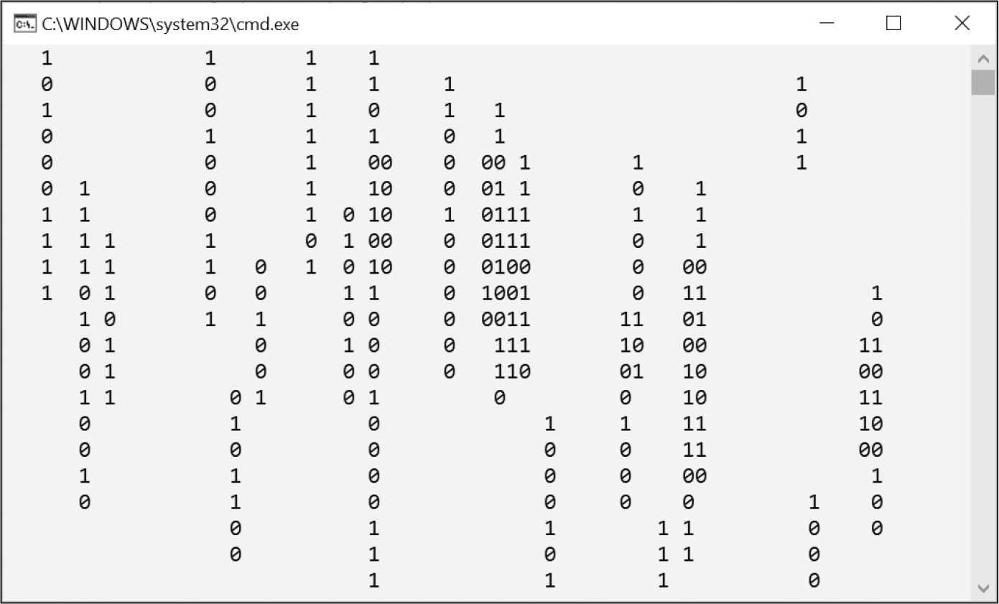 C:\WINDOWS\system32\cmd.exe
1            1       1    1
0            0       1    1     1                           1
1            0       1    0     1   1                       0
0            1       1    1     0   1                       1
0            0       1    00    0  00 1        1            1
0  1         0       1    10    0  01 1        0    1
1  1         0       1  0 10    1  0111        1    1
1  1 1       1       0  1 00    0  0111        0    1
1  1 1       1   0   1  0 10    0  0100        0   00
1  0 1       0   0      1 1     0  1001        0   11             1
   1 0       1   1      0 0     0  0011       11   01             0
   0 1           0      1 0     0   111       10   00            11
   0 1           0      0 0     0   110       01   10            00
   1 1         0 1      0 1         0         0    10            11
   0           1          0             1     1    11            10
   0           0          0             0     0    11            00
   1           1          0             0     0    00             1
   0           1          0             0     0    0         1    0
               0          1             1        1 1         0    0
               0          1             0        1 1         0
                          1             1        1           0